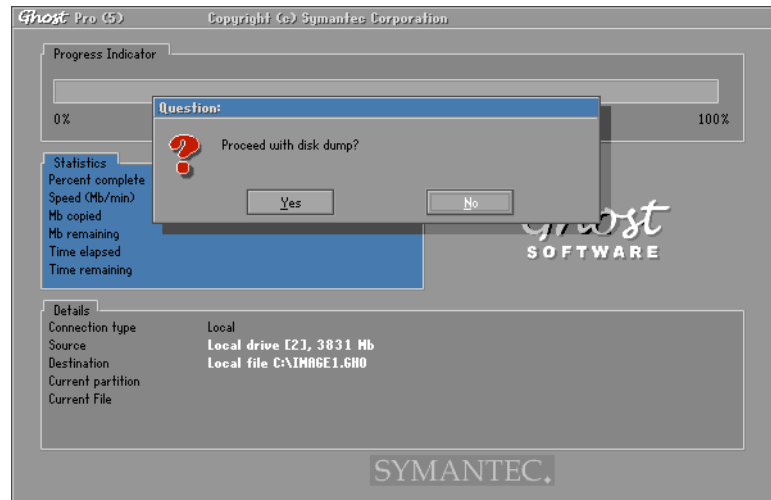 Ghost Pro (5) Copyright (c) Symantec Corporation
Progress Indicator
0% 100%
Question:
Proceed with disk dump?
Yes No
Statistics
Percent complete
Speed (Mb/min)
Mb copied
Mb remaining
Time elapsed
Time remaining
Ghost
SOFTWARE
Details
Connection type Local
Source Local drive [2], 3831 Mb
Destination Local file C:\IMAGE1.GHO
Current partition
Current File
SYMANTEC.